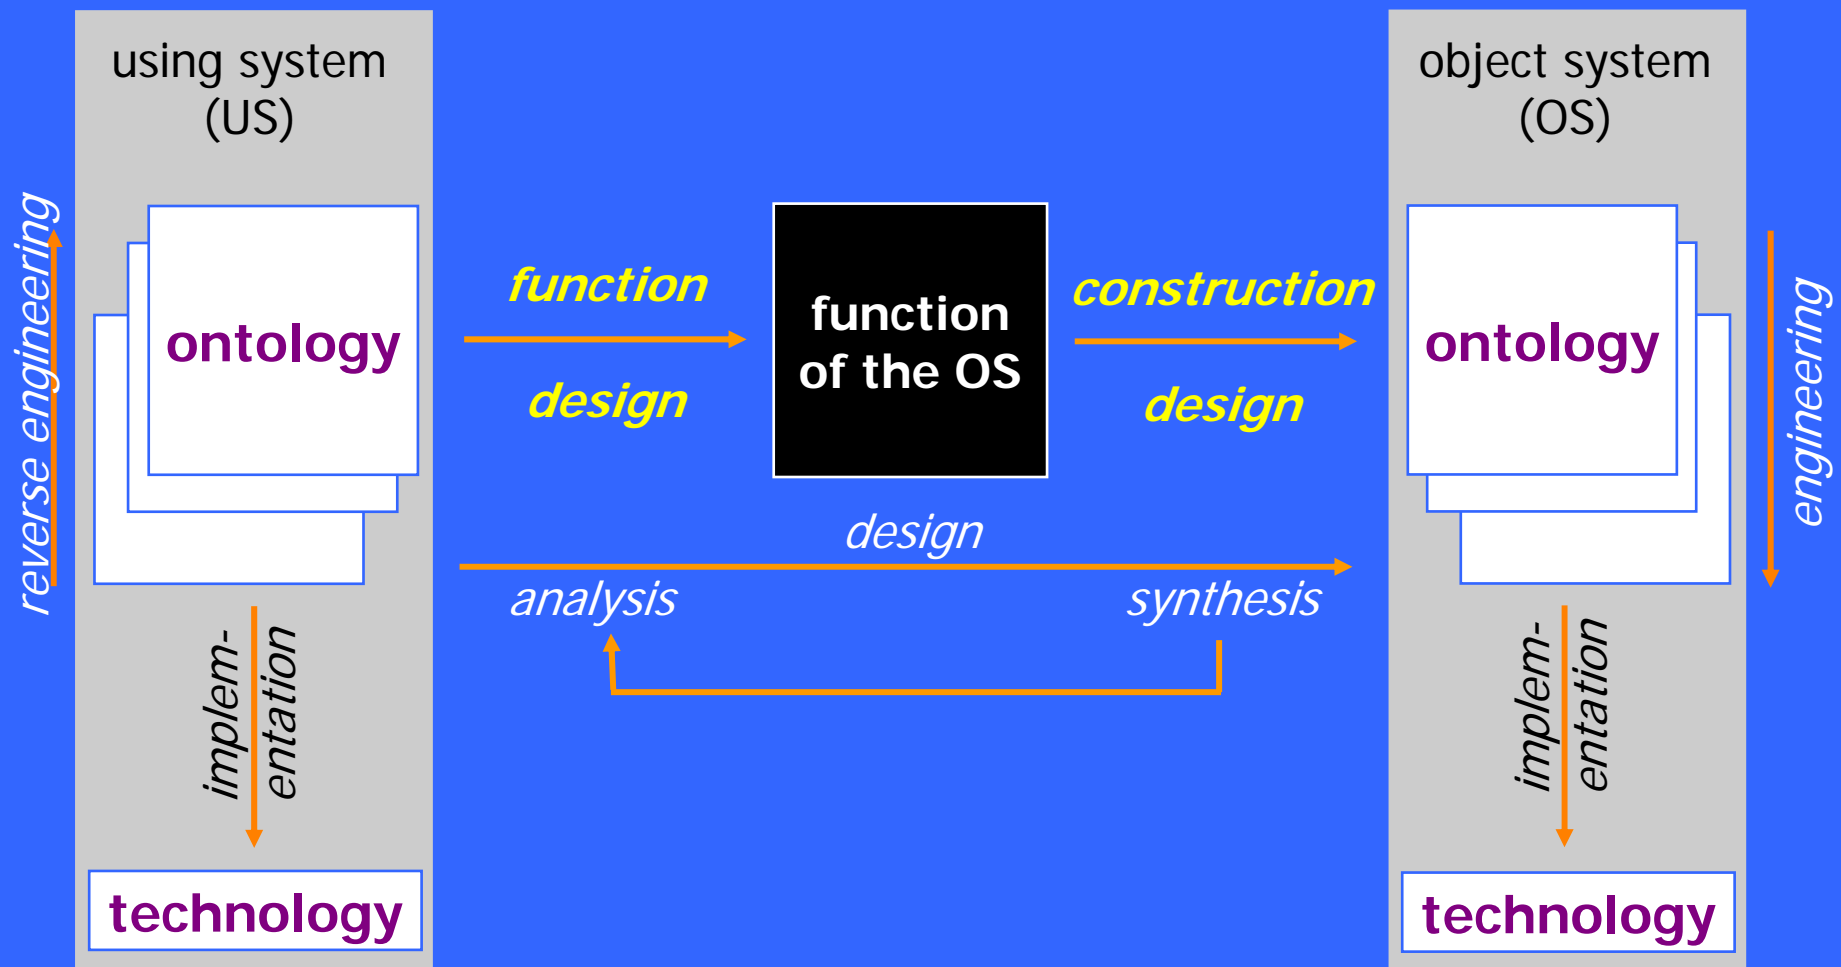 using system
(US)
reverse engineering
ontology
implem-
entation
technology
function
design
function
of the OS
construction
design
design
analysis
synthesis
object system
(OS)
ontology
engineering
implem-
entation
technology